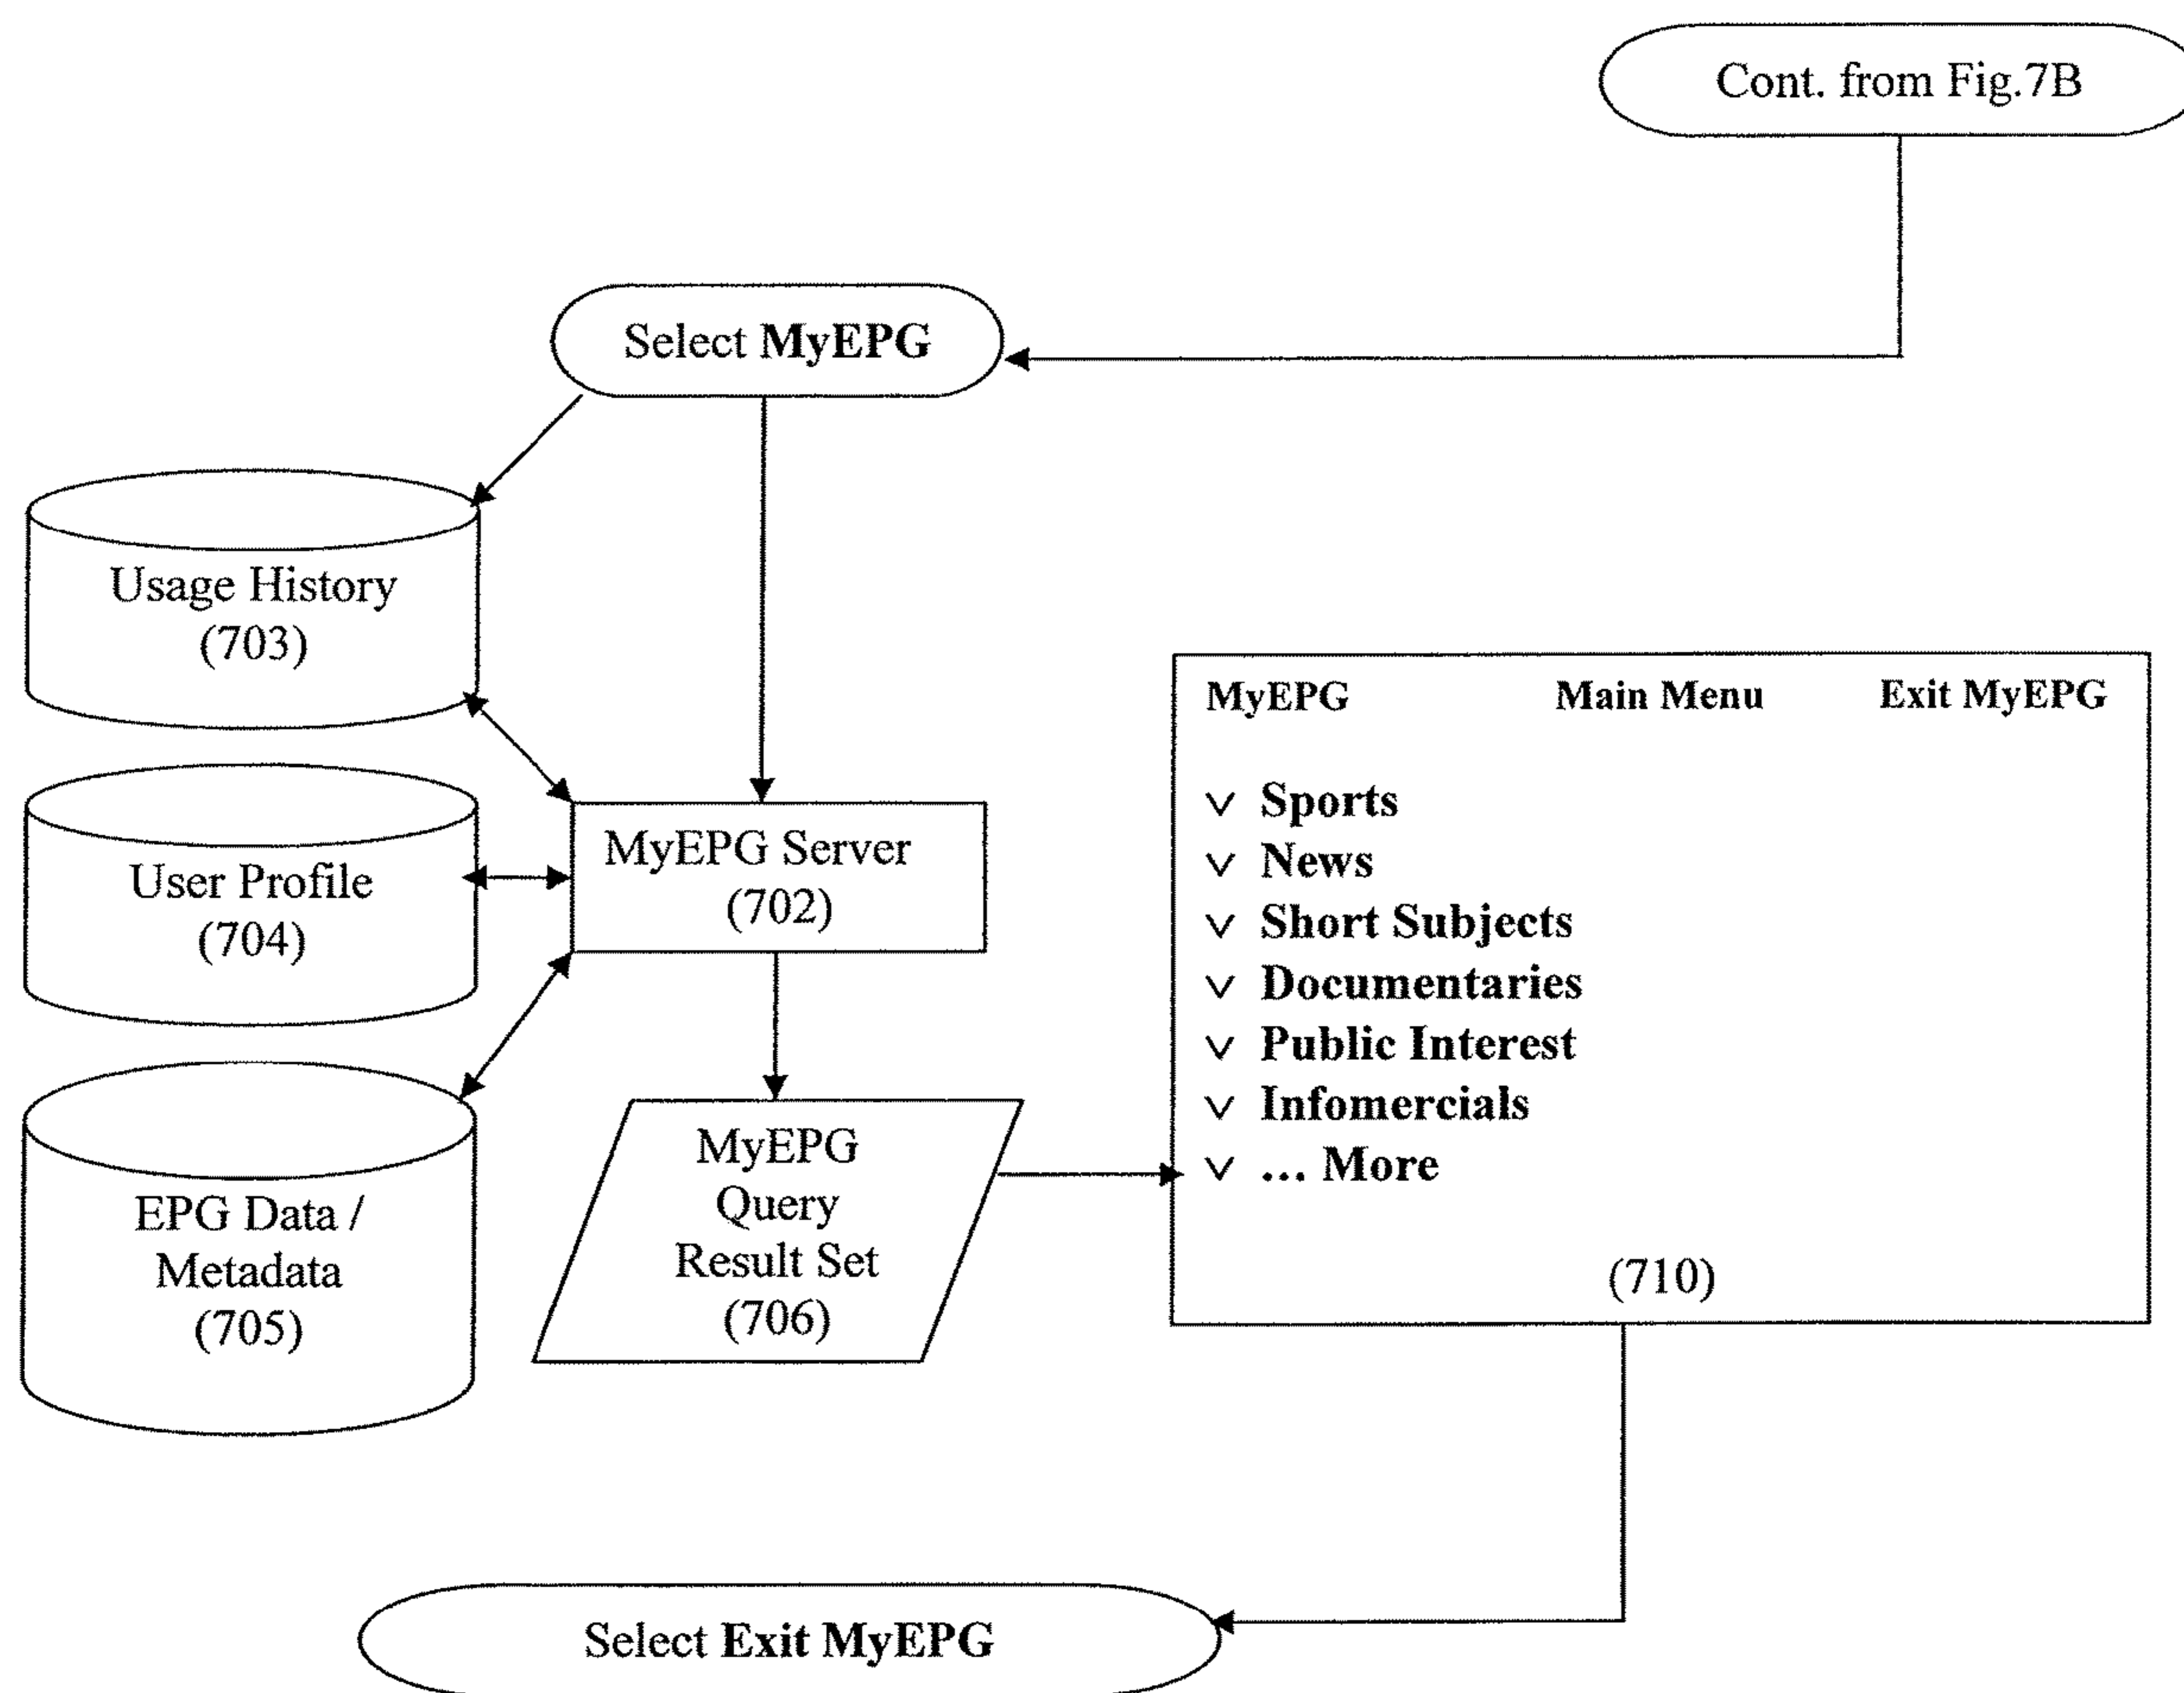 Cont. from Fig.7B
Select MyEPG
Usage History
(703)
User Profile
(704)
EPG Data /
Metadata
(705)
MyEPG Server
(702)
MyEPG
Query
Result Set
(706)
MyEPG Main Menu Exit MyEPG
v Sports
v News
v Short Subjects
v Documentaries
v Public Interest
v Infomercials
v ... More
(710)
Select Exit MyEPG